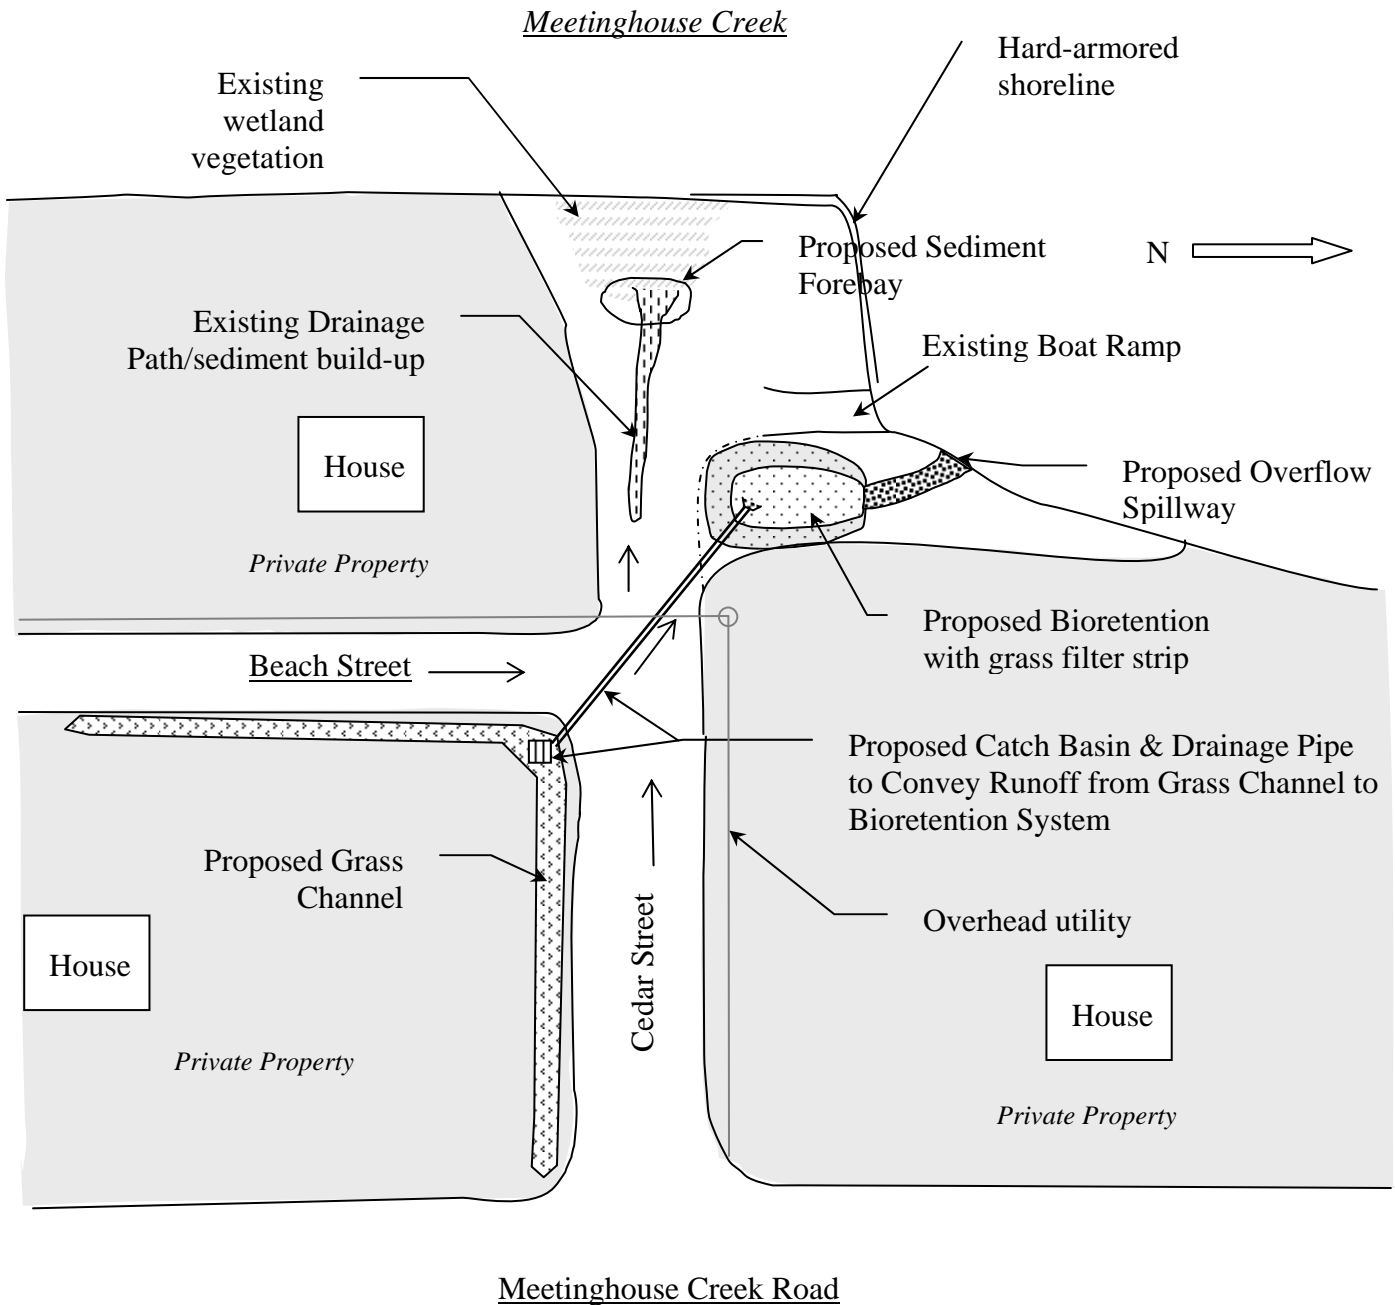 Meetinghouse Creek
Hard-armored
shoreline
Existing
wetland
vegetation
Proposed Sediment
Forebay
N
Existing Drainage
Path/sediment build-up
Existing Boat Ramp
House
Proposed Overflow
Spillway
Private Property
Proposed Bioretention
with grass filter strip
Beach Street
Proposed Catch Basin & Drainage Pipe
to Convey Runoff from Grass Channel to
Bioretention System
Proposed Grass
Channel
Overhead utility
Cedar Street
House
House
Private Property
Private Property
Meetinghouse Creek Road